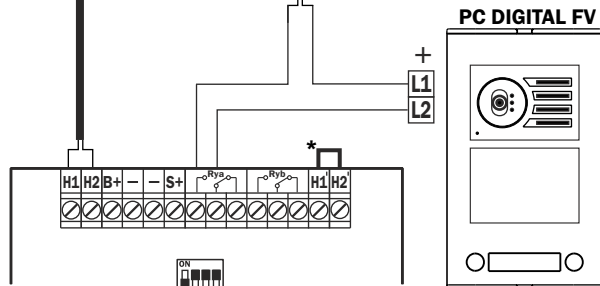 PC DIGITAL FV
+
L1
L2
*
Rya Ryb
H1 H2 B+ − − S+ H1' H2'
ON